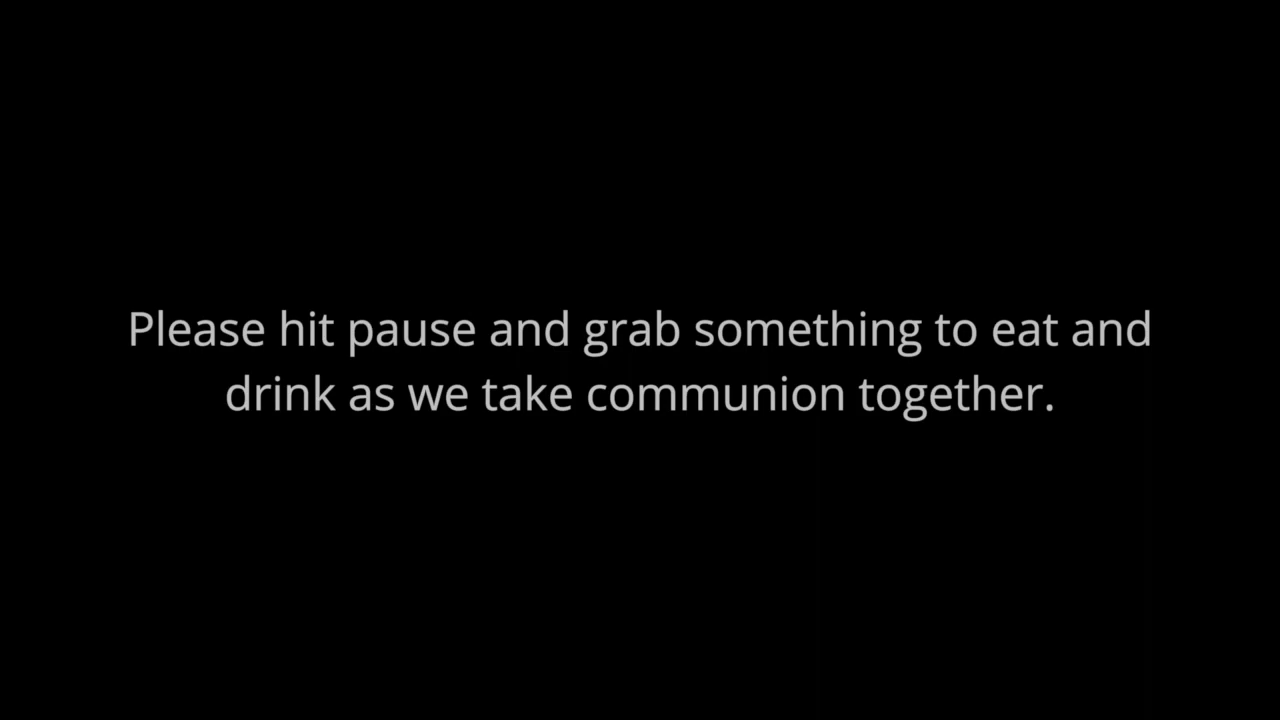 Please hit pause and grab something to eat and
drink as we take communion together.